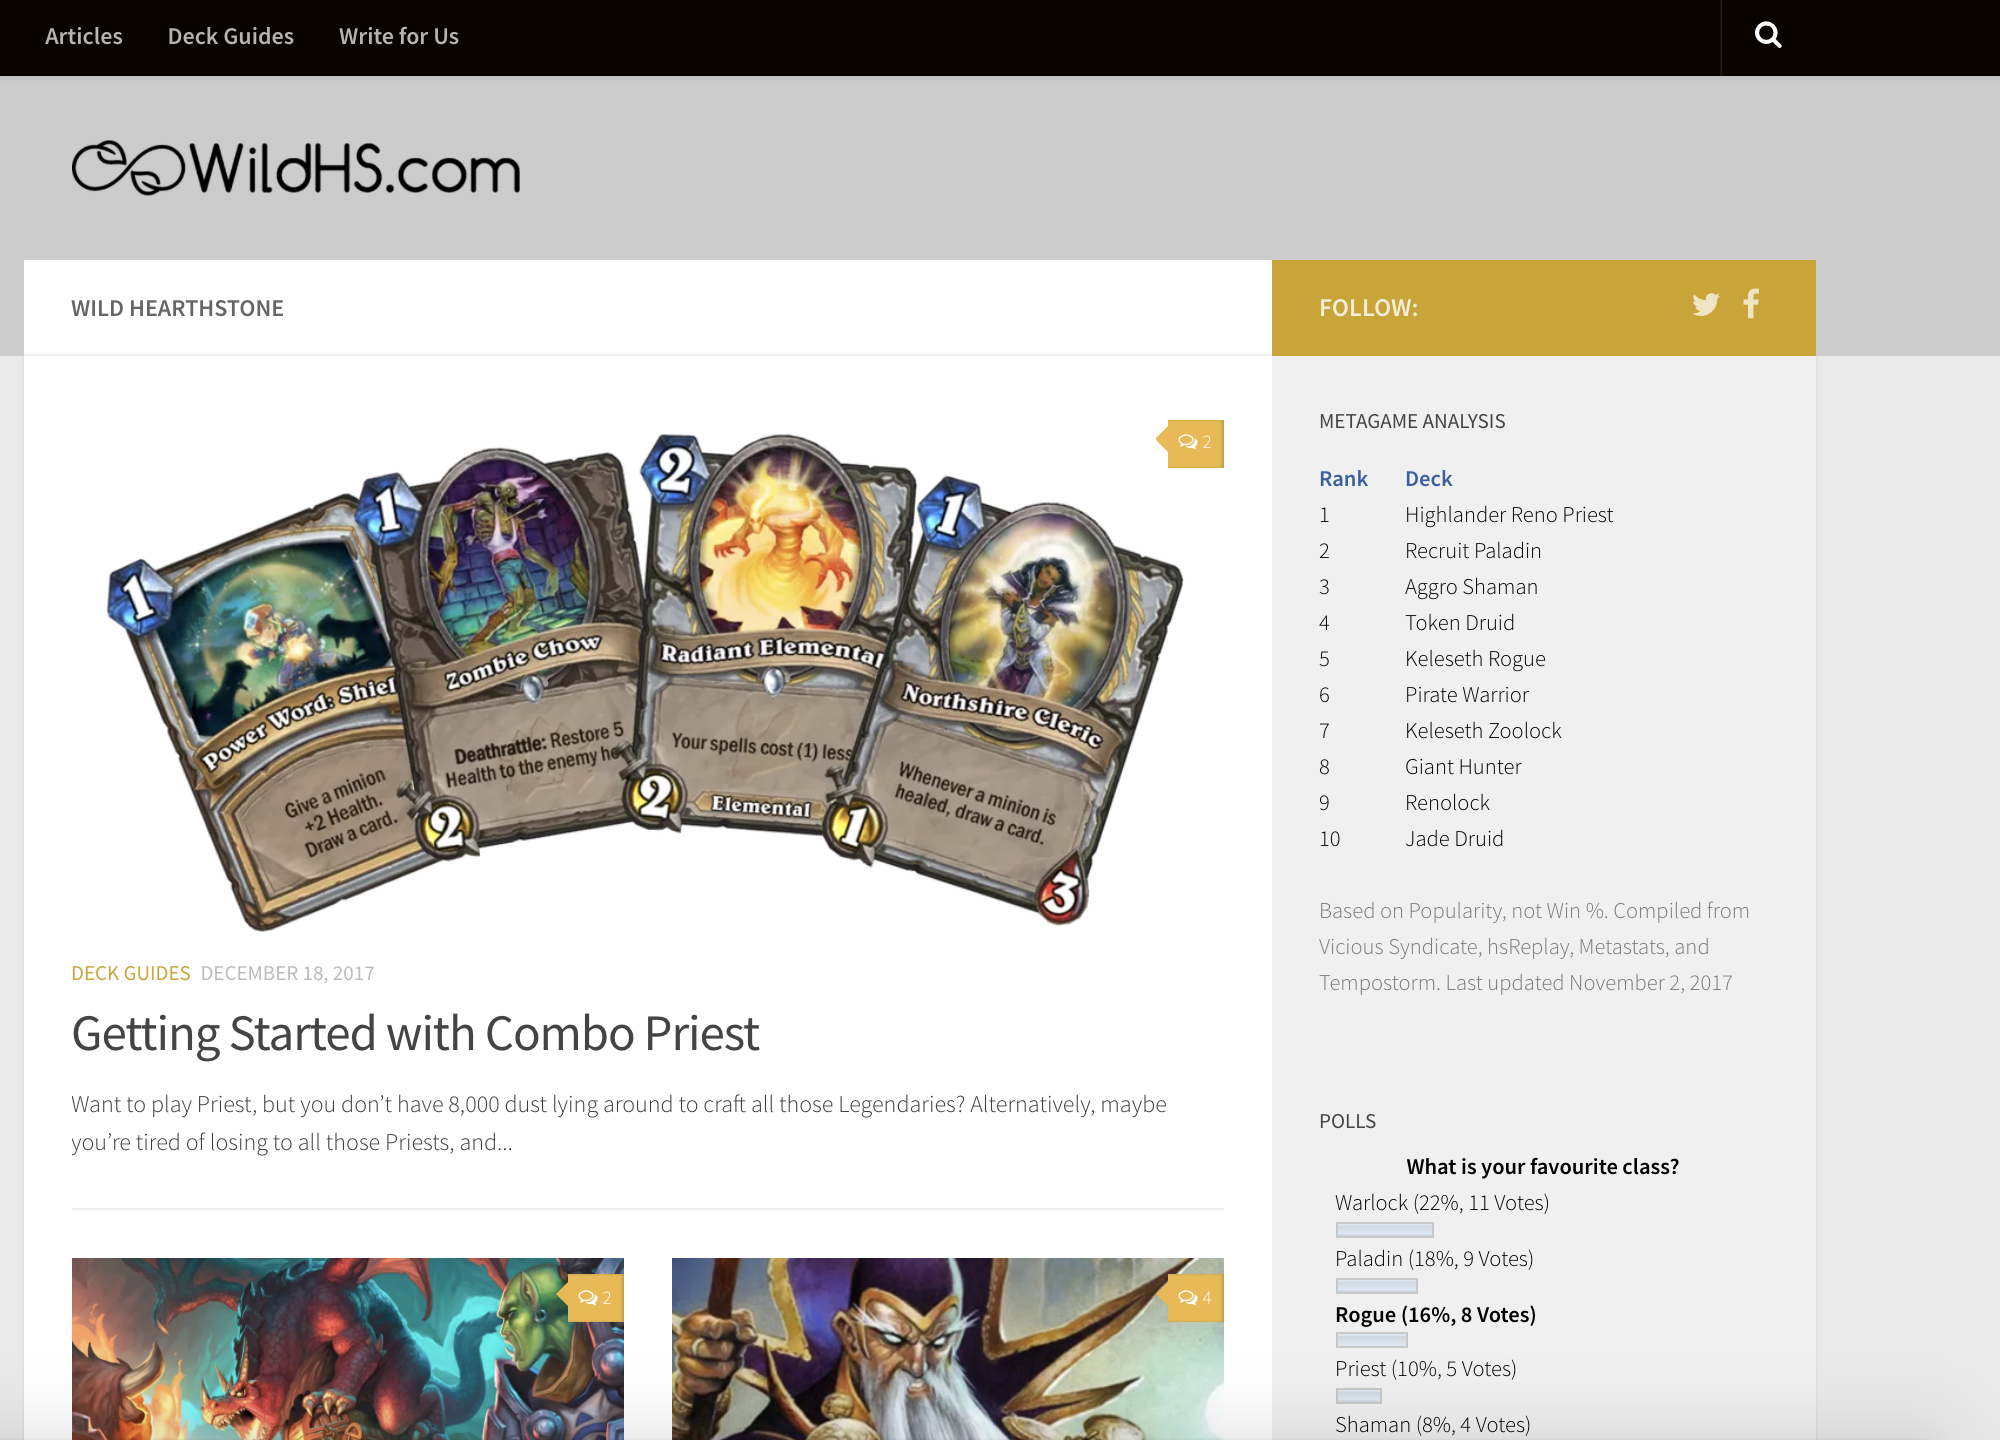 Articles Deck Guides Write for Us
WildHS.com
WILD HEARTHSTONE
FOLLOW:
2
1
Power Word: Shiel
Give a minion
+2 Health.
Draw a card.
1
Zombie Chow
Deathrattle: Restore 5
Health to the enemy he
2
2
Radiant Elemental
Your spells cost (1) less
Elemental
2
1
Northshire Cleric
Whenever a minion is
healed, draw a card.
1
3
DECK GUIDES DECEMBER 18, 2017
Getting Started with Combo Priest
Want to play Priest, but you don’t have 8,000 dust lying around to craft all those Legendaries? Alternatively, maybe
you’re tired of losing to all those Priests, and...
2
4
METAGAME ANALYSIS
Rank Deck
1 Highlander Reno Priest
2 Recruit Paladin
3 Aggro Shaman
4 Token Druid
5 Keleseth Rogue
6 Pirate Warrior
7 Keleseth Zoolock
8 Giant Hunter
9 Renolock
10 Jade Druid
Based on Popularity, not Win %. Compiled from
Vicious Syndicate, hsReplay, Metastats, and
Tempostorm. Last updated November 2, 2017
POLLS
What is your favourite class?
Warlock (22%, 11 Votes)
Paladin (18%, 9 Votes)
Rogue (16%, 8 Votes)
Priest (10%, 5 Votes)
Shaman (8%, 4 Votes)